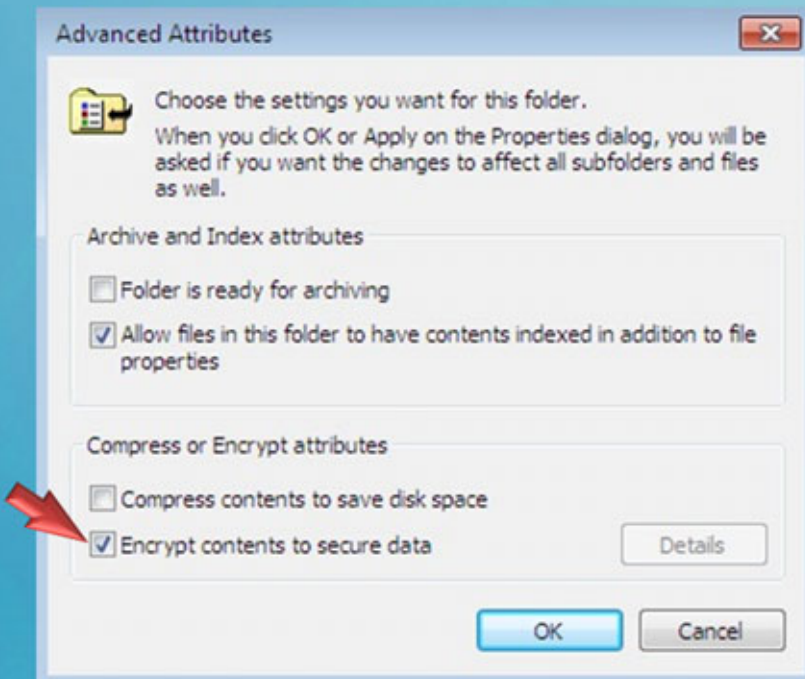 Advanced Attributes
Choose the settings you want for this folder.
When you click OK or Apply on the Properties dialog, you will be
asked if you want the changes to affect all subfolders and files
as well.
Archive and Index attributes
Folder is ready for archiving
Allow files in this folder to have contents indexed in addition to file
properties
Compress or Encrypt attributes
Compress contents to save disk space
Encrypt contents to secure data
Details
OK
Cancel